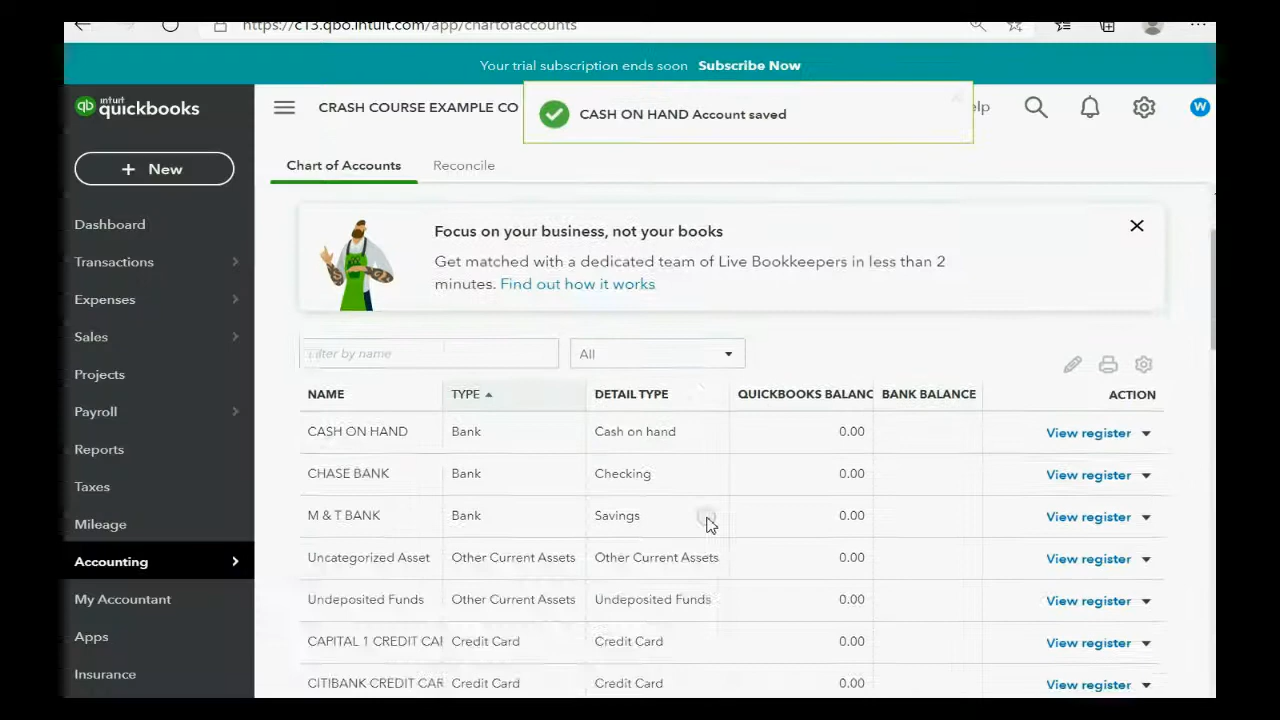 https://c13.qbo.intuit.com/app/chartofaccounts
Your trial subscription ends soon Subscribe Now
intuit
quickbooks
CRASH COURSE EXAMPLE CO
CASH ON HAND Account saved
elp
W
+ New
Chart of Accounts Reconcile
Dashboard
Transactions
Expenses
Sales
Projects
Payroll
Reports
Taxes
Mileage
Accounting
My Accountant
Apps
Insurance
Focus on your business, not your books
Get matched with a dedicated team of Live Bookkeepers in less than 2
minutes. Find out how it works
Filter by name All
NAME TYPE DETAIL TYPE QUICKBOOKS BALANC BANK BALANCE ACTION
CASH ON HAND Bank Cash on hand 0.00 View register
CHASE BANK Bank Checking 0.00 View register
M & T BANK Bank Savings 0.00 View register
Uncategorized Asset Other Current Assets Other Current Assets 0.00 View register
Undeposited Funds Other Current Assets Undeposited Funds 0.00 View register
CAPITAL 1 CREDIT CAI Credit Card Credit Card 0.00 View register
CITIBANK CREDIT CAR Credit Card Credit Card 0.00 View register